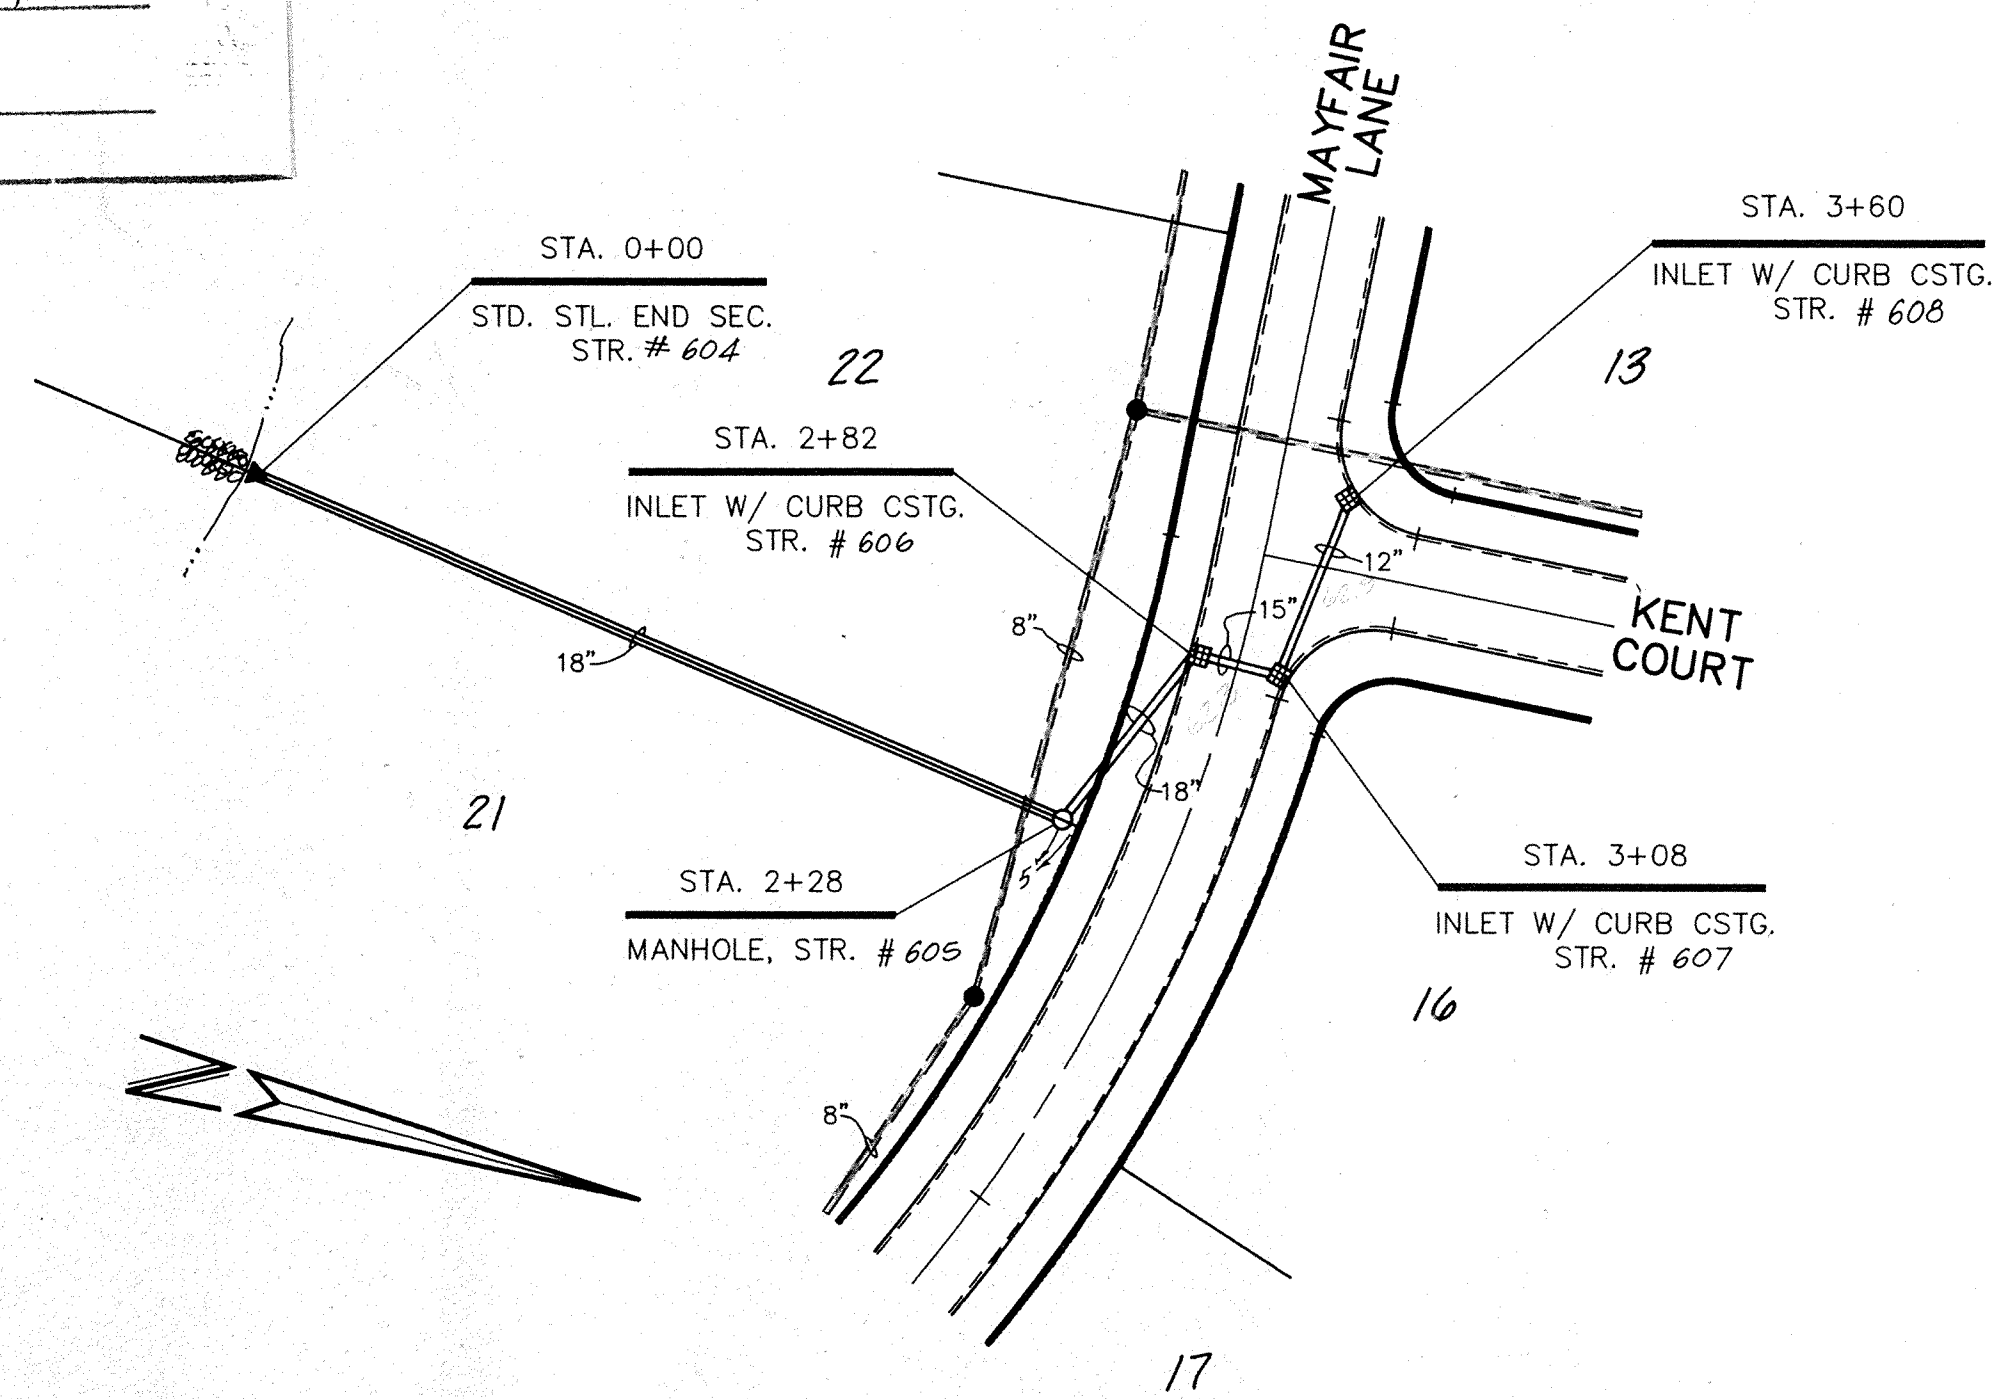 MAYFAIR
LANE
STA. 3+60
INLET W/ CURB CSTG.
STR. # 608
STA. 0+00
STD. STL. END SEC.
STR. # 604
22
13
STA. 2+82
INLET W/ CURB CSTG.
STR. # 606
12"
15"
8"
18"
KENT
COURT
18"
21
5'
STA. 2+28
MANHOLE, STR. # 605
STA. 3+08
INLET W/ CURB CSTG.
STR. # 607
16
8"
17